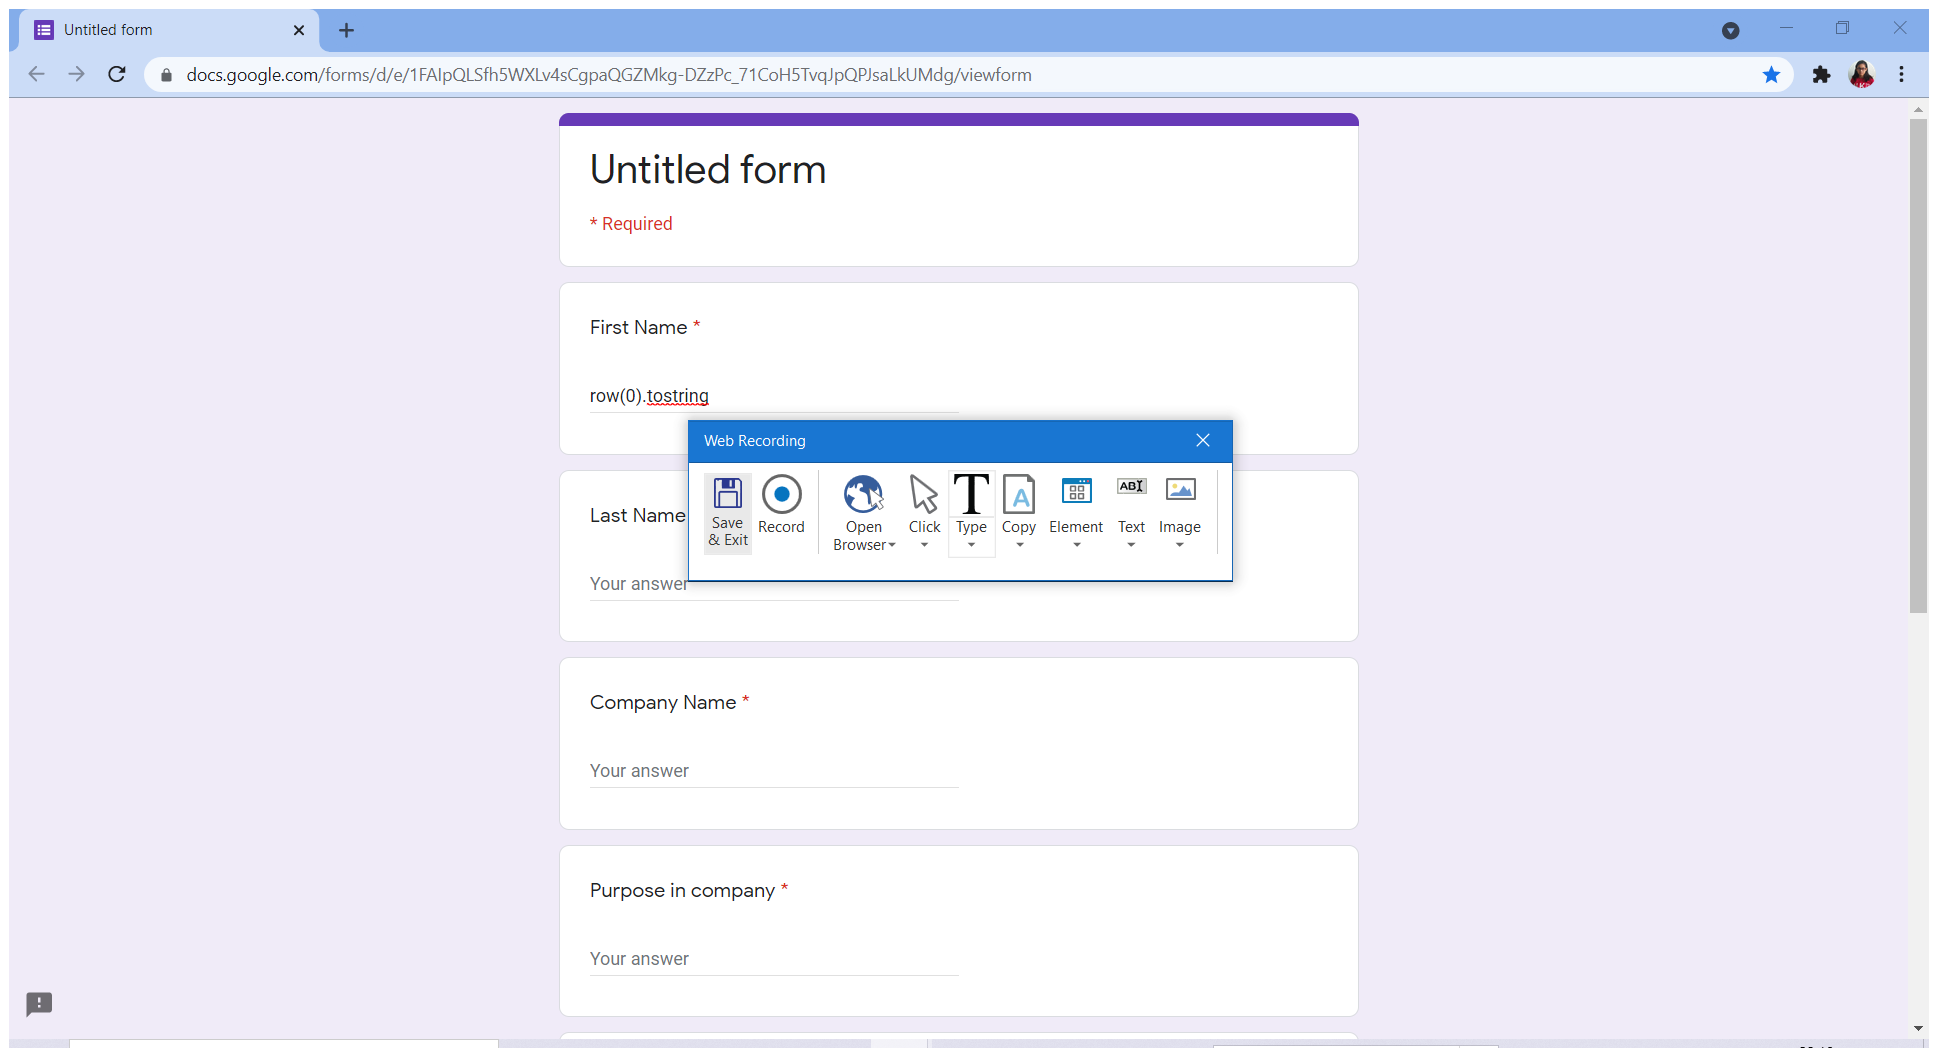 Untitled form
docs.google.com/forms/d/e/1FAIpQLSfh5WXLv4sCgpaQGZMkg-DZzPc_71CoH5TvqJpQPJsaLkUMdg/viewform
Untitled form
* Required
First Name *
row(0).tostring
Web Recording
Save & Exit
Record
Open Browser
Click
Type
Copy
Element
Text
Image
Last Name
Your answer
Company Name *
Your answer
Purpose in company *
Your answer